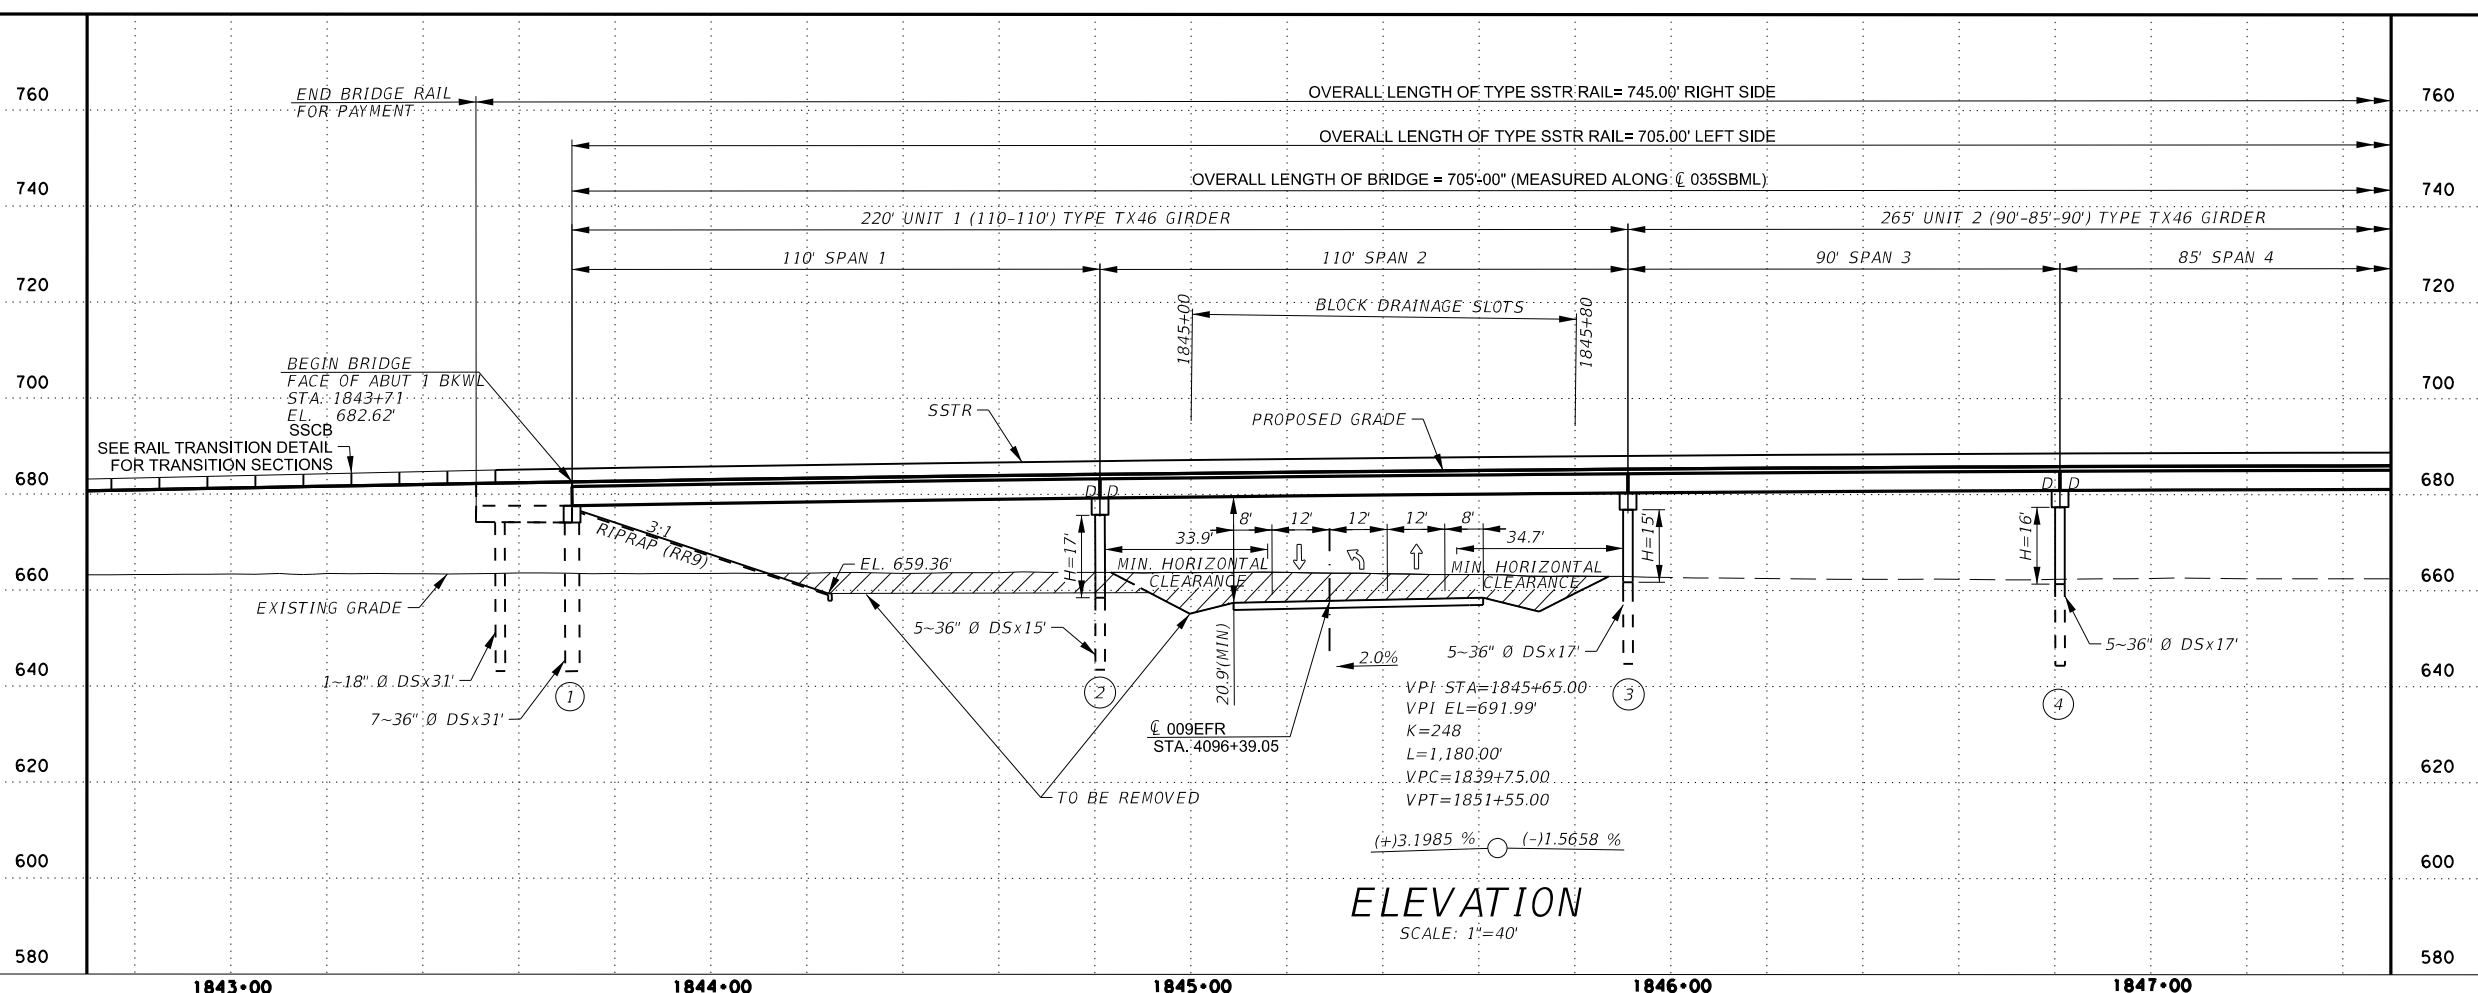 760
END BRIDGE RAIL
FOR PAYMENT
OVERALL LENGTH OF TYPE SSTR RAIL= 745.00' RIGHT SIDE
760
OVERALL LENGTH OF TYPE SSTR RAIL= 705.00' LEFT SIDE
740
OVERALL LENGTH OF BRIDGE = 705'-00" (MEASURED ALONG ℄ 035SBML)
740
220' UNIT 1 (110-110') TYPE TX46 GIRDER
265' UNIT 2 (90'-85'-90') TYPE TX46 GIRDER
110' SPAN 1
110' SPAN 2
90' SPAN 3
85' SPAN 4
720
1845+00
BLOCK DRAINAGE SLOTS
1845+80
720
BEGIN BRIDGE
FACE OF ABUT 1 BKWL
STA. 1843+71
EL. 682.62'
700
700
SSTR
PROPOSED GRADE
SSCB
SEE RAIL TRANSITION DETAIL
FOR TRANSITION SECTIONS
680
D D
D D
680
3:1
RIPRAP (RR9)
H=17'
8'
12'
12'
12'
8'
H=15'
H=16'
33.9'
MIN. HORIZONTAL
CLEARANCE
34.7'
MIN. HORIZONTAL
CLEARANCE
EL. 659.36'
660
660
EXISTING GRADE
5~36" Ø DSx15'
20.9'(MIN)
5~36" Ø DSx17'
5~36" Ø DSx17'
2.0%
640
640
1~18" Ø DSx31'
1
2
3
4
7~36" Ø DSx31'
℄ 009EFR
STA. 4096+39.05
VPI STA=1845+65.00
VPI EL=691.99'
K=248
L=1,180.00'
VPC=1839+75.00
VPT=1851+55.00
620
620
TO BE REMOVED
(+)3.1985 %
(-)1.5658 %
600
600
ELEVATION
SCALE: 1"=40'
580
580
1843+00
1844+00
1845+00
1846+00
1847+00